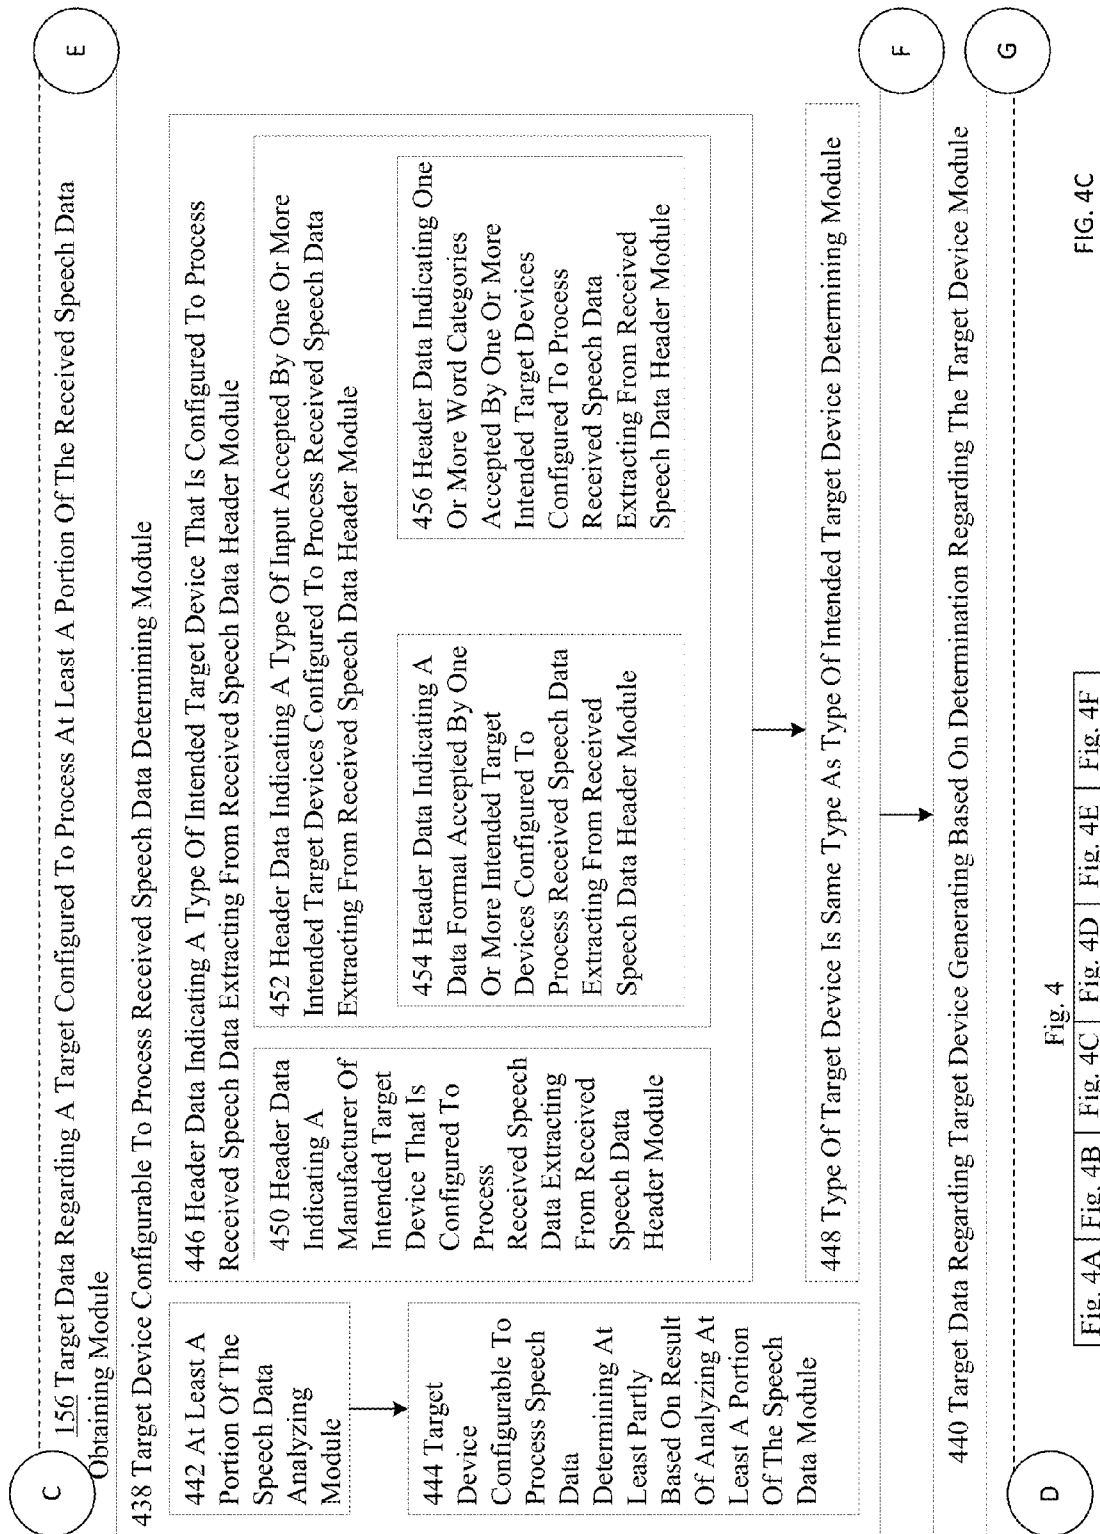 C
E
156 Target Data Regarding A Target Configured To Process At Least A Portion Of The Received Speech Data
Obtaining Module
438 Target Device Configurable To Process Received Speech Data Determining Module
442 At Least A
Portion Of The
Speech Data
Analyzing
Module
444 Target
Device
Configurable To
Process Speech
Data
Determining At
Least Partly
Based On Result
Of Analyzing At
Least A Portion
Of The Speech
Data Module
446 Header Data Indicating A Type Of Intended Target Device That Is Configured To Process
Received Speech Data Extracting From Received Speech Data Header Module
450 Header Data
Indicating A
Manufacturer Of
Intended Target
Device That Is
Configured To
Process
Received Speech
Data Extracting
From Received
Speech Data
Header Module
452 Header Data Indicating A Type Of Input Accepted By One Or More
Intended Target Devices Configured To Process Received Speech Data
Extracting From Received Speech Data Header Module
454 Header Data Indicating A
Data Format Accepted By One
Or More Intended Target
Devices Configured To
Process Received Speech Data
Extracting From Received
Speech Data Header Module
456 Header Data Indicating One
Or More Word Categories
Accepted By One Or More
Intended Target Devices
Configured To Process
Received Speech Data
Extracting From Received
Speech Data Header Module
448 Type Of Target Device Is Same Type As Type Of Intended Target Device Determining Module
F
440 Target Data Regarding Target Device Generating Based On Determination Regarding The Target Device Module
G
D
Fig. 4
Fig. 4A Fig. 4B Fig. 4C Fig. 4D Fig. 4E Fig. 4F
FIG. 4C